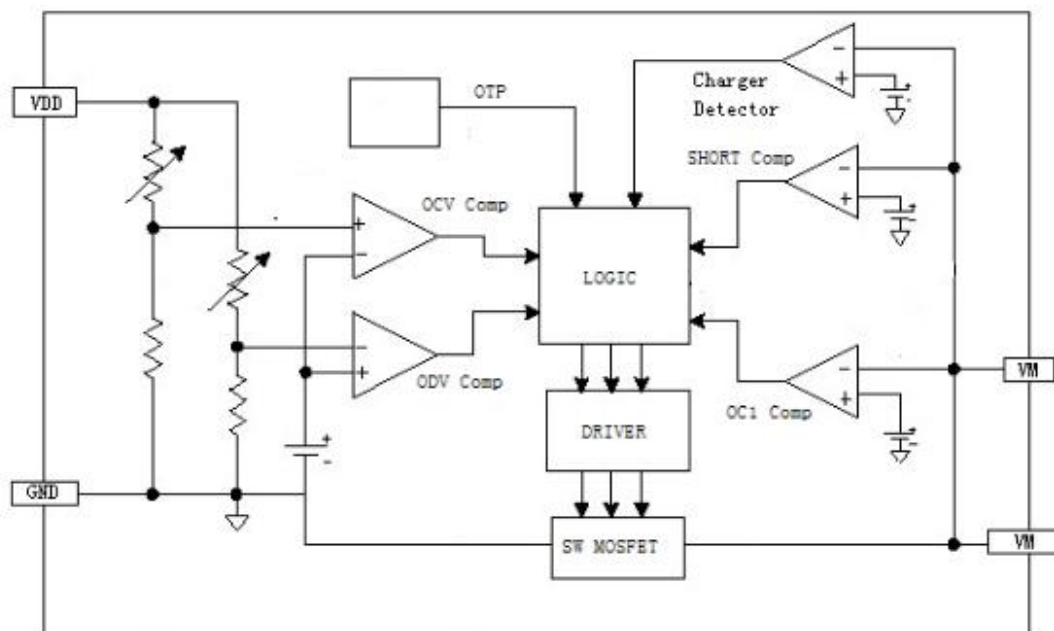 VDD
OTP
Charger
Detector
SHORT Comp
OCV Comp
LOGIC
ODV Comp
OC1 Comp
VM
DRIVER
GND
SW MOSFET
VM